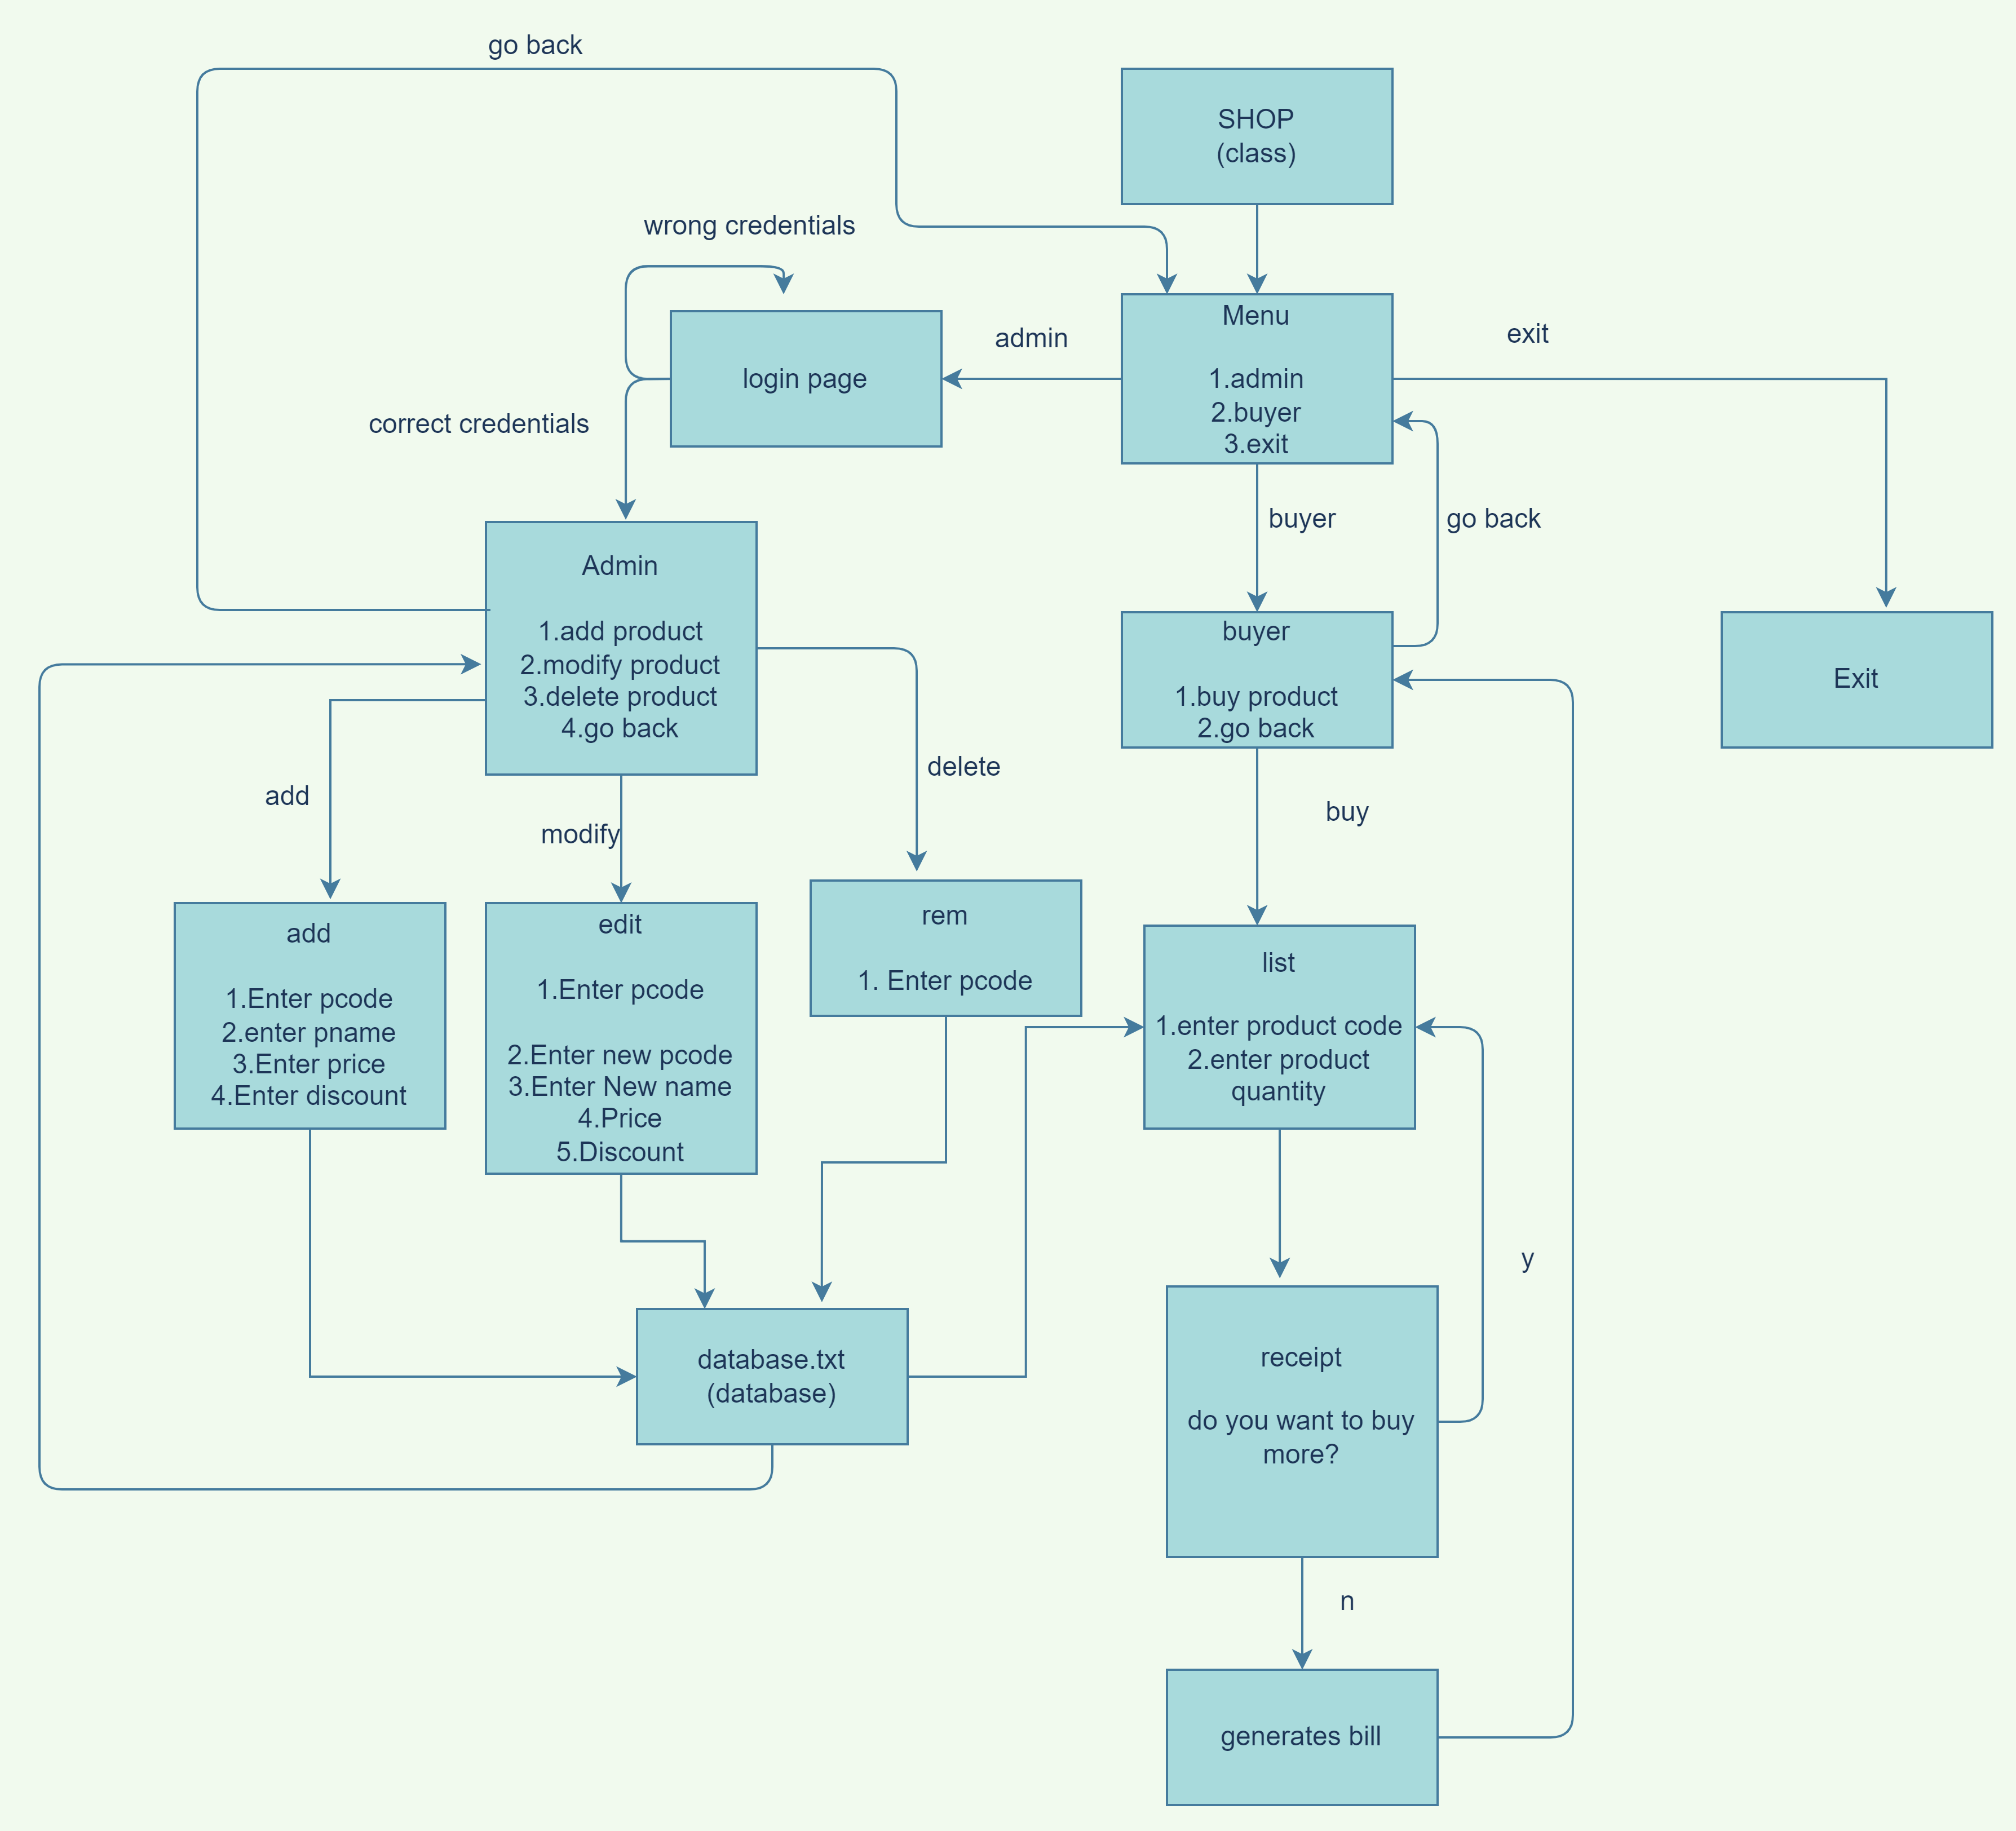 go back
SHOP
(class)
wrong credentials
Menu
1.admin
2.buyer
3.exit
exit
admin
login page
correct credentials
buyer
go back
Admin
1.add product
2.modify product
3.delete product
4.go back
buyer
1.buy product
2.go back
Exit
add
modify
delete
buy
add
1.Enter pcode
2.enter pname
3.Enter price
4.Enter discount
edit
1.Enter pcode
2.Enter new pcode
3.Enter New name
4.Price
5.Discount
rem
1. Enter pcode
list
1.enter product code
2.enter product
quantity
y
database.txt
(database)
receipt
do you want to buy
more?
n
generates bill